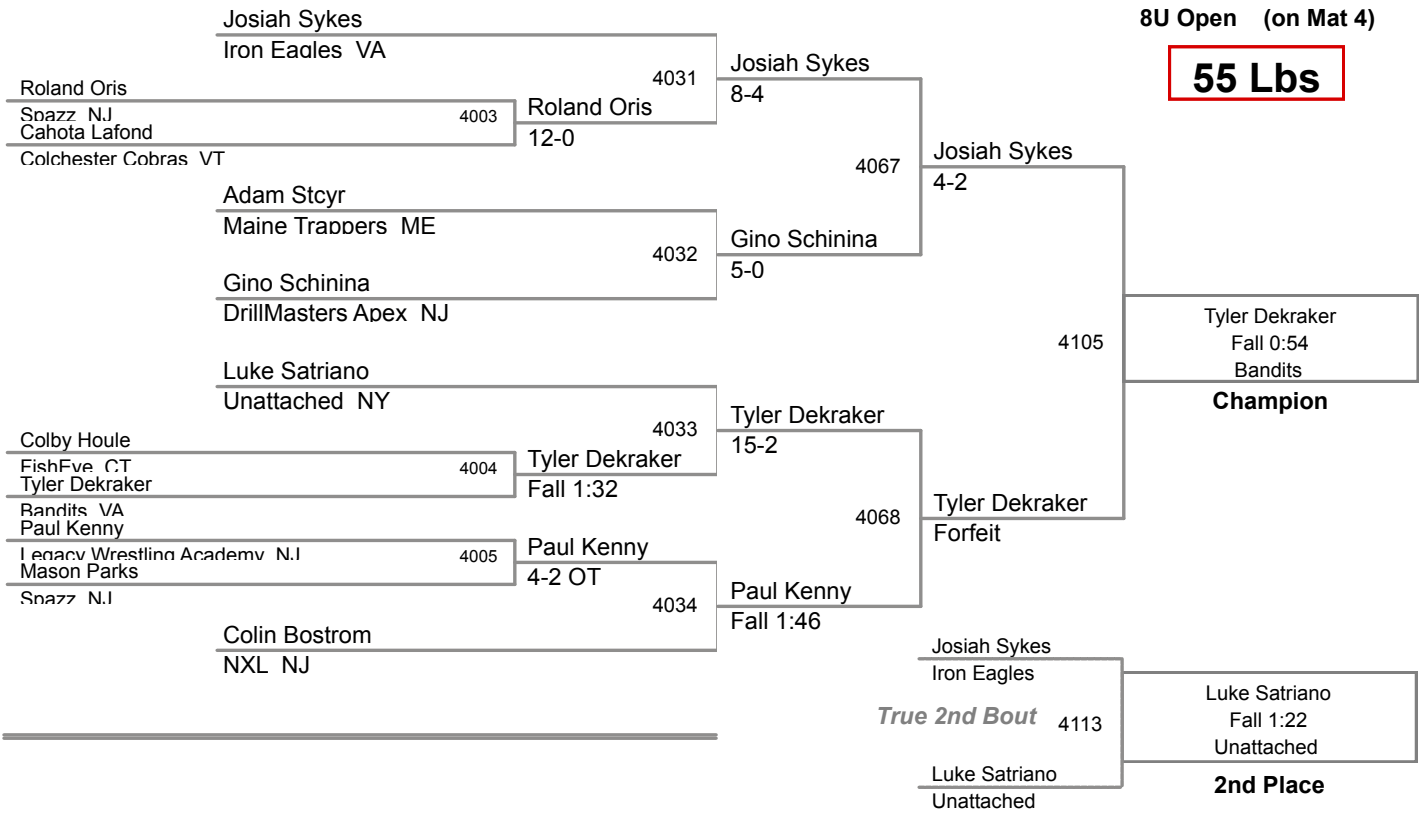 8U Open (on Mat 4)
55 Lbs
Josiah Sykes
Iron Eagles VA
Roland Oris
Spazz NJ
4003
Cahota Lafond
Colchester Cobras VT
Roland Oris
12-0
4031
Josiah Sykes
8-4
Adam Stcyr
Maine Trappers ME
4032
Gino Schinina
DrillMasters Apex NJ
Gino Schinina
5-0
4067
Josiah Sykes
4-2
Luke Satriano
Unattached NY
4033
Colby Houle
FishEye CT
4004
Tyler Dekraker
Bandits VA
Tyler Dekraker
Fall 1:32
Tyler Dekraker
15-2
Paul Kenny
Legacy Wrestling Academy NJ
4005
Mason Parks
Spazz NJ
Paul Kenny
4-2 OT
4034
Colin Bostrom
NXL NJ
Paul Kenny
Fall 1:46
4068
Tyler Dekraker
Forfeit
4105
Tyler Dekraker
Fall 0:54
Bandits
Champion
Josiah Sykes
Iron Eagles
True 2nd Bout
4113
Luke Satriano
Unattached
Luke Satriano
Fall 1:22
Unattached
2nd Place